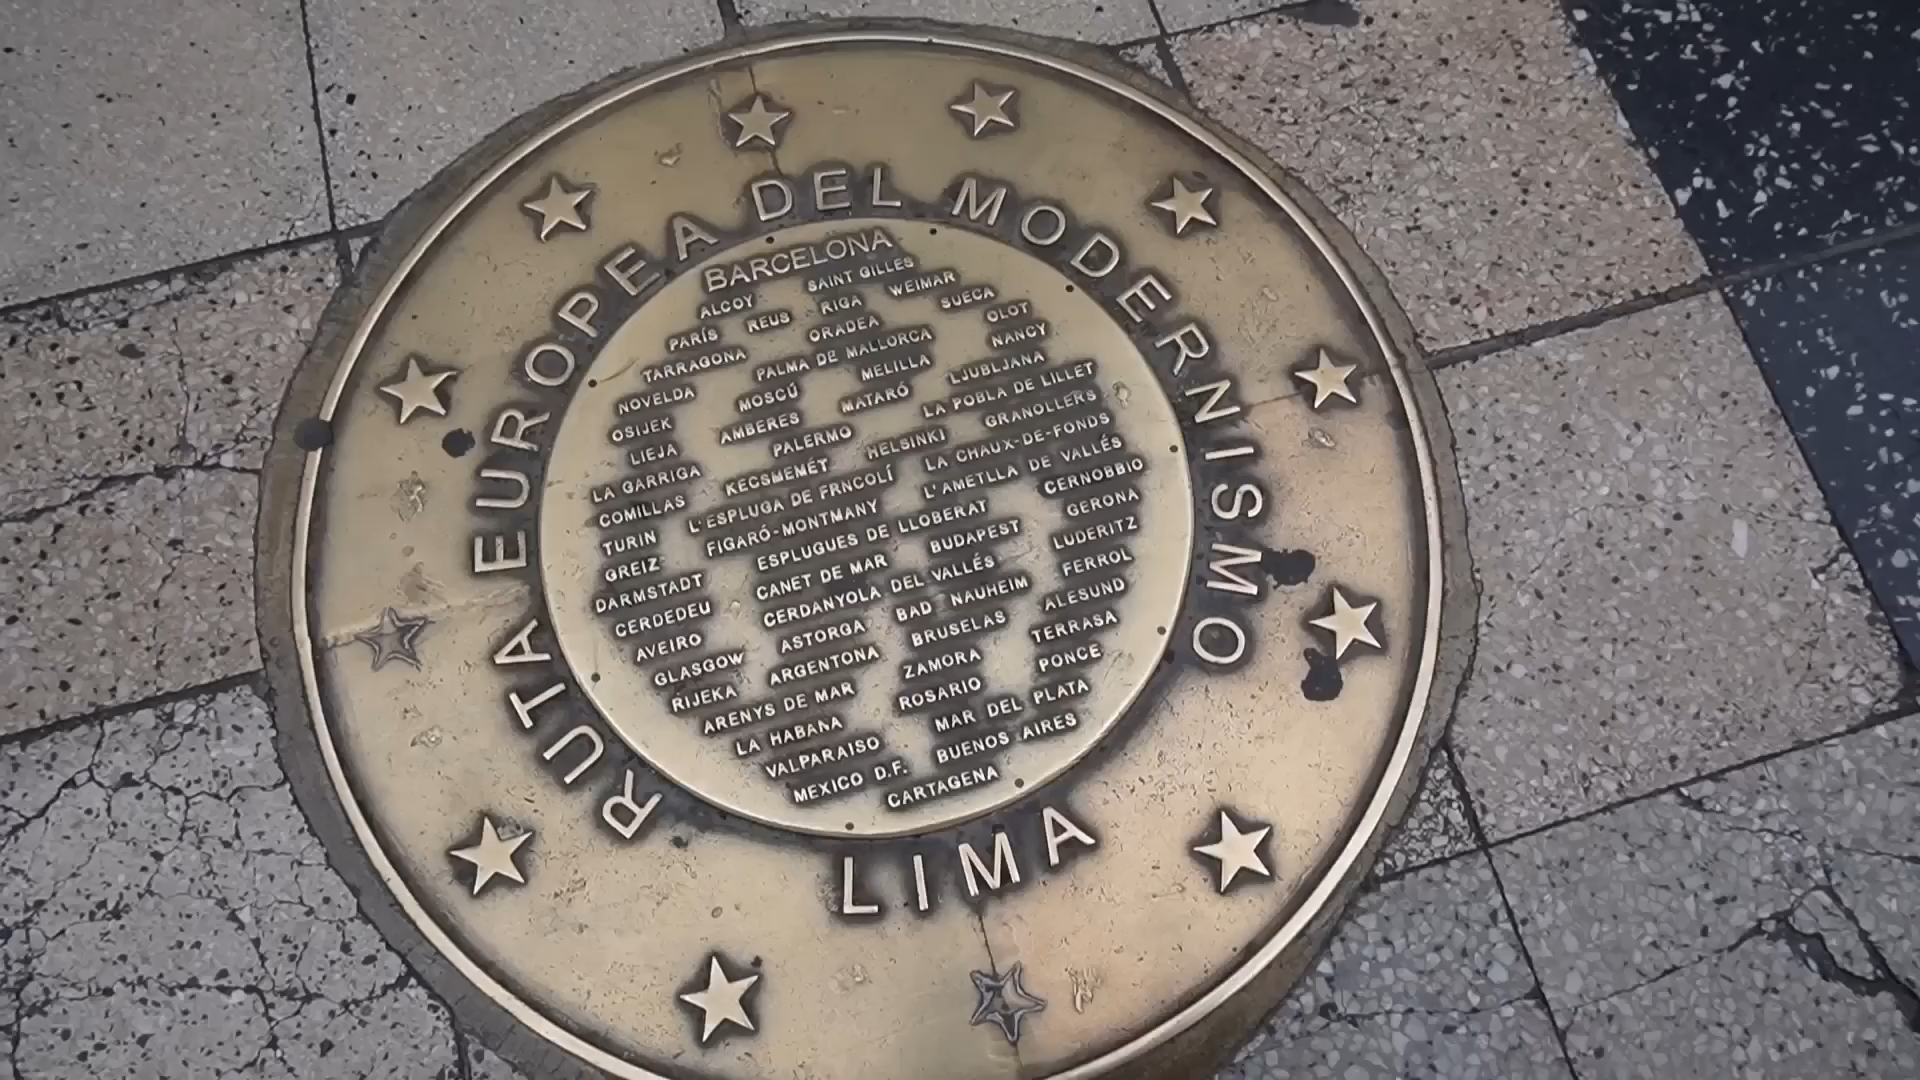 RUTA EUROPEA DEL MODERNISMO
BARCELONA
ALCOY SAINT GILLES
PARÍS REUS RIGA WEIMAR
TARRAGONA ORADEA SUECA
NOVELDA PALMA DE MALLORCA OLOT
OSIJEK MOSCÚ MELILLA NANCY
LIEJA AMBERES MATARÓ LJUBLJANA
LA GARRIGA PALERMO LA POBLA DE LILLET
COMILLAS KECSMEMÉT HELSINKI GRANOLLERS
TURIN L'ESPLUGA DE FRNCOLÍ LA CHAUX-DE-FONDS
GREIZ FIGARÓ-MONTMANY L'AMETLLA DE VALLÉS
DARMSTADT ESPLUGUES DE LLOBERAT CERNOBBIO
CERDEDEU CANET DE MAR BUDAPEST GERONA
AVEIRO CERDANYOLA DEL VALLÉS LUDERITZ
GLASGOW ASTORGA BAD NAUHEIM FERROL
RIJEKA ARGENTONA BRUSELAS ALESUND
ARENYS DE MAR ZAMORA TERRASA
LA HABANA ROSARIO PONCE
VALPARAISO MAR DEL PLATA
MEXICO D.F. BUENOS AIRES
CARTAGENA
LIMA